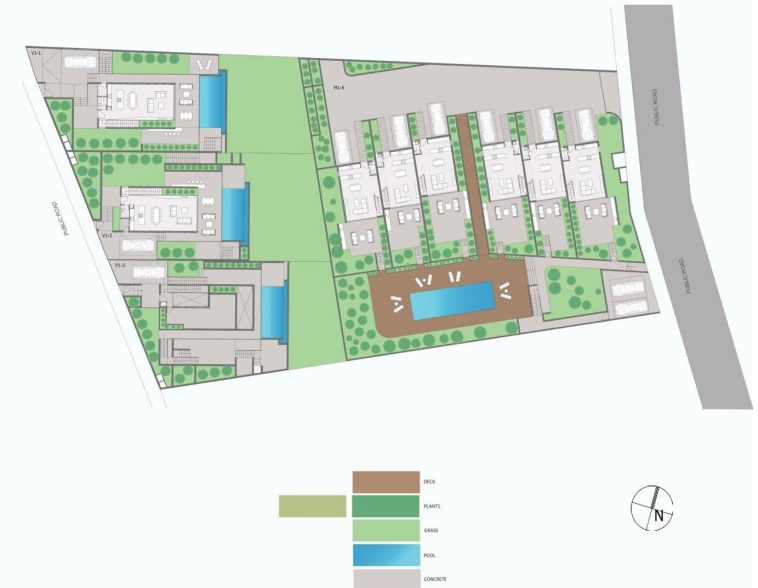 V1-1
M1-6
PUBLIC ROAD
PUBLIC ROAD
V1-2
V1-3
PUBLIC ROAD
DECK
PLANTS
GRASS
POOL
CONCRETE
N